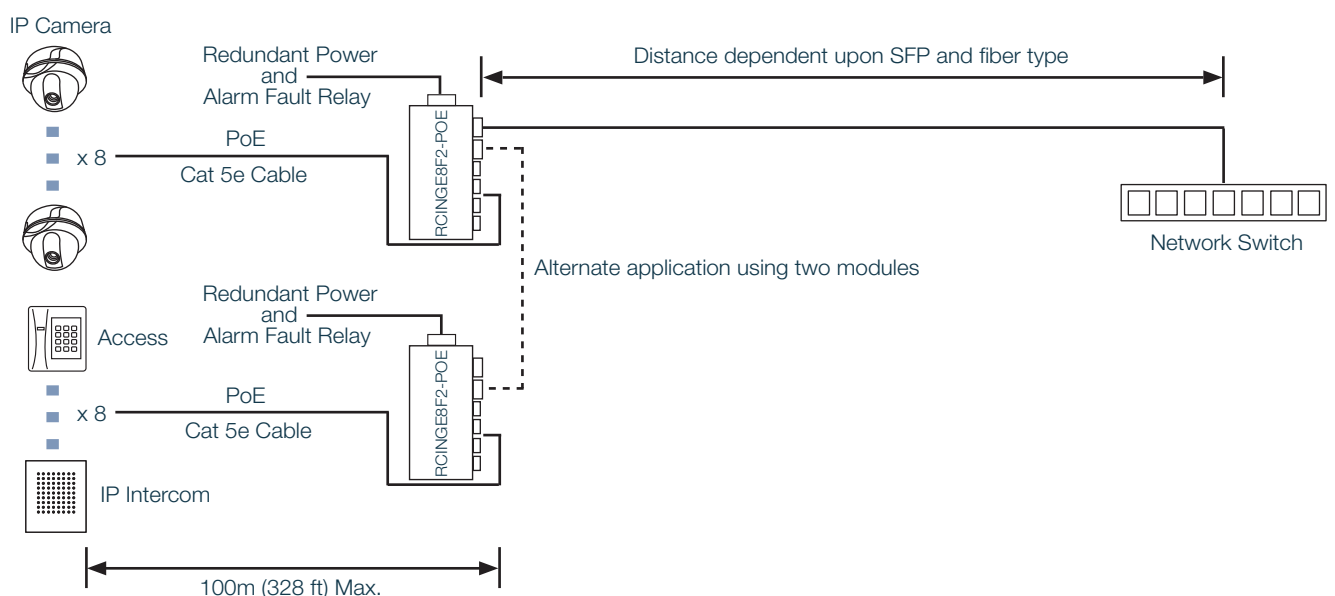 IP Camera
Redundant Power
and
Alarm Fault Relay
Distance dependent upon SFP and fiber type
RCINGE8F2-POE
x 8
PoE
Cat 5e Cable
Network Switch
Alternate application using two modules
Redundant Power
and
Alarm Fault Relay
Access
RCINGE8F2-POE
x 8
PoE
Cat 5e Cable
IP Intercom
100m (328 ft) Max.